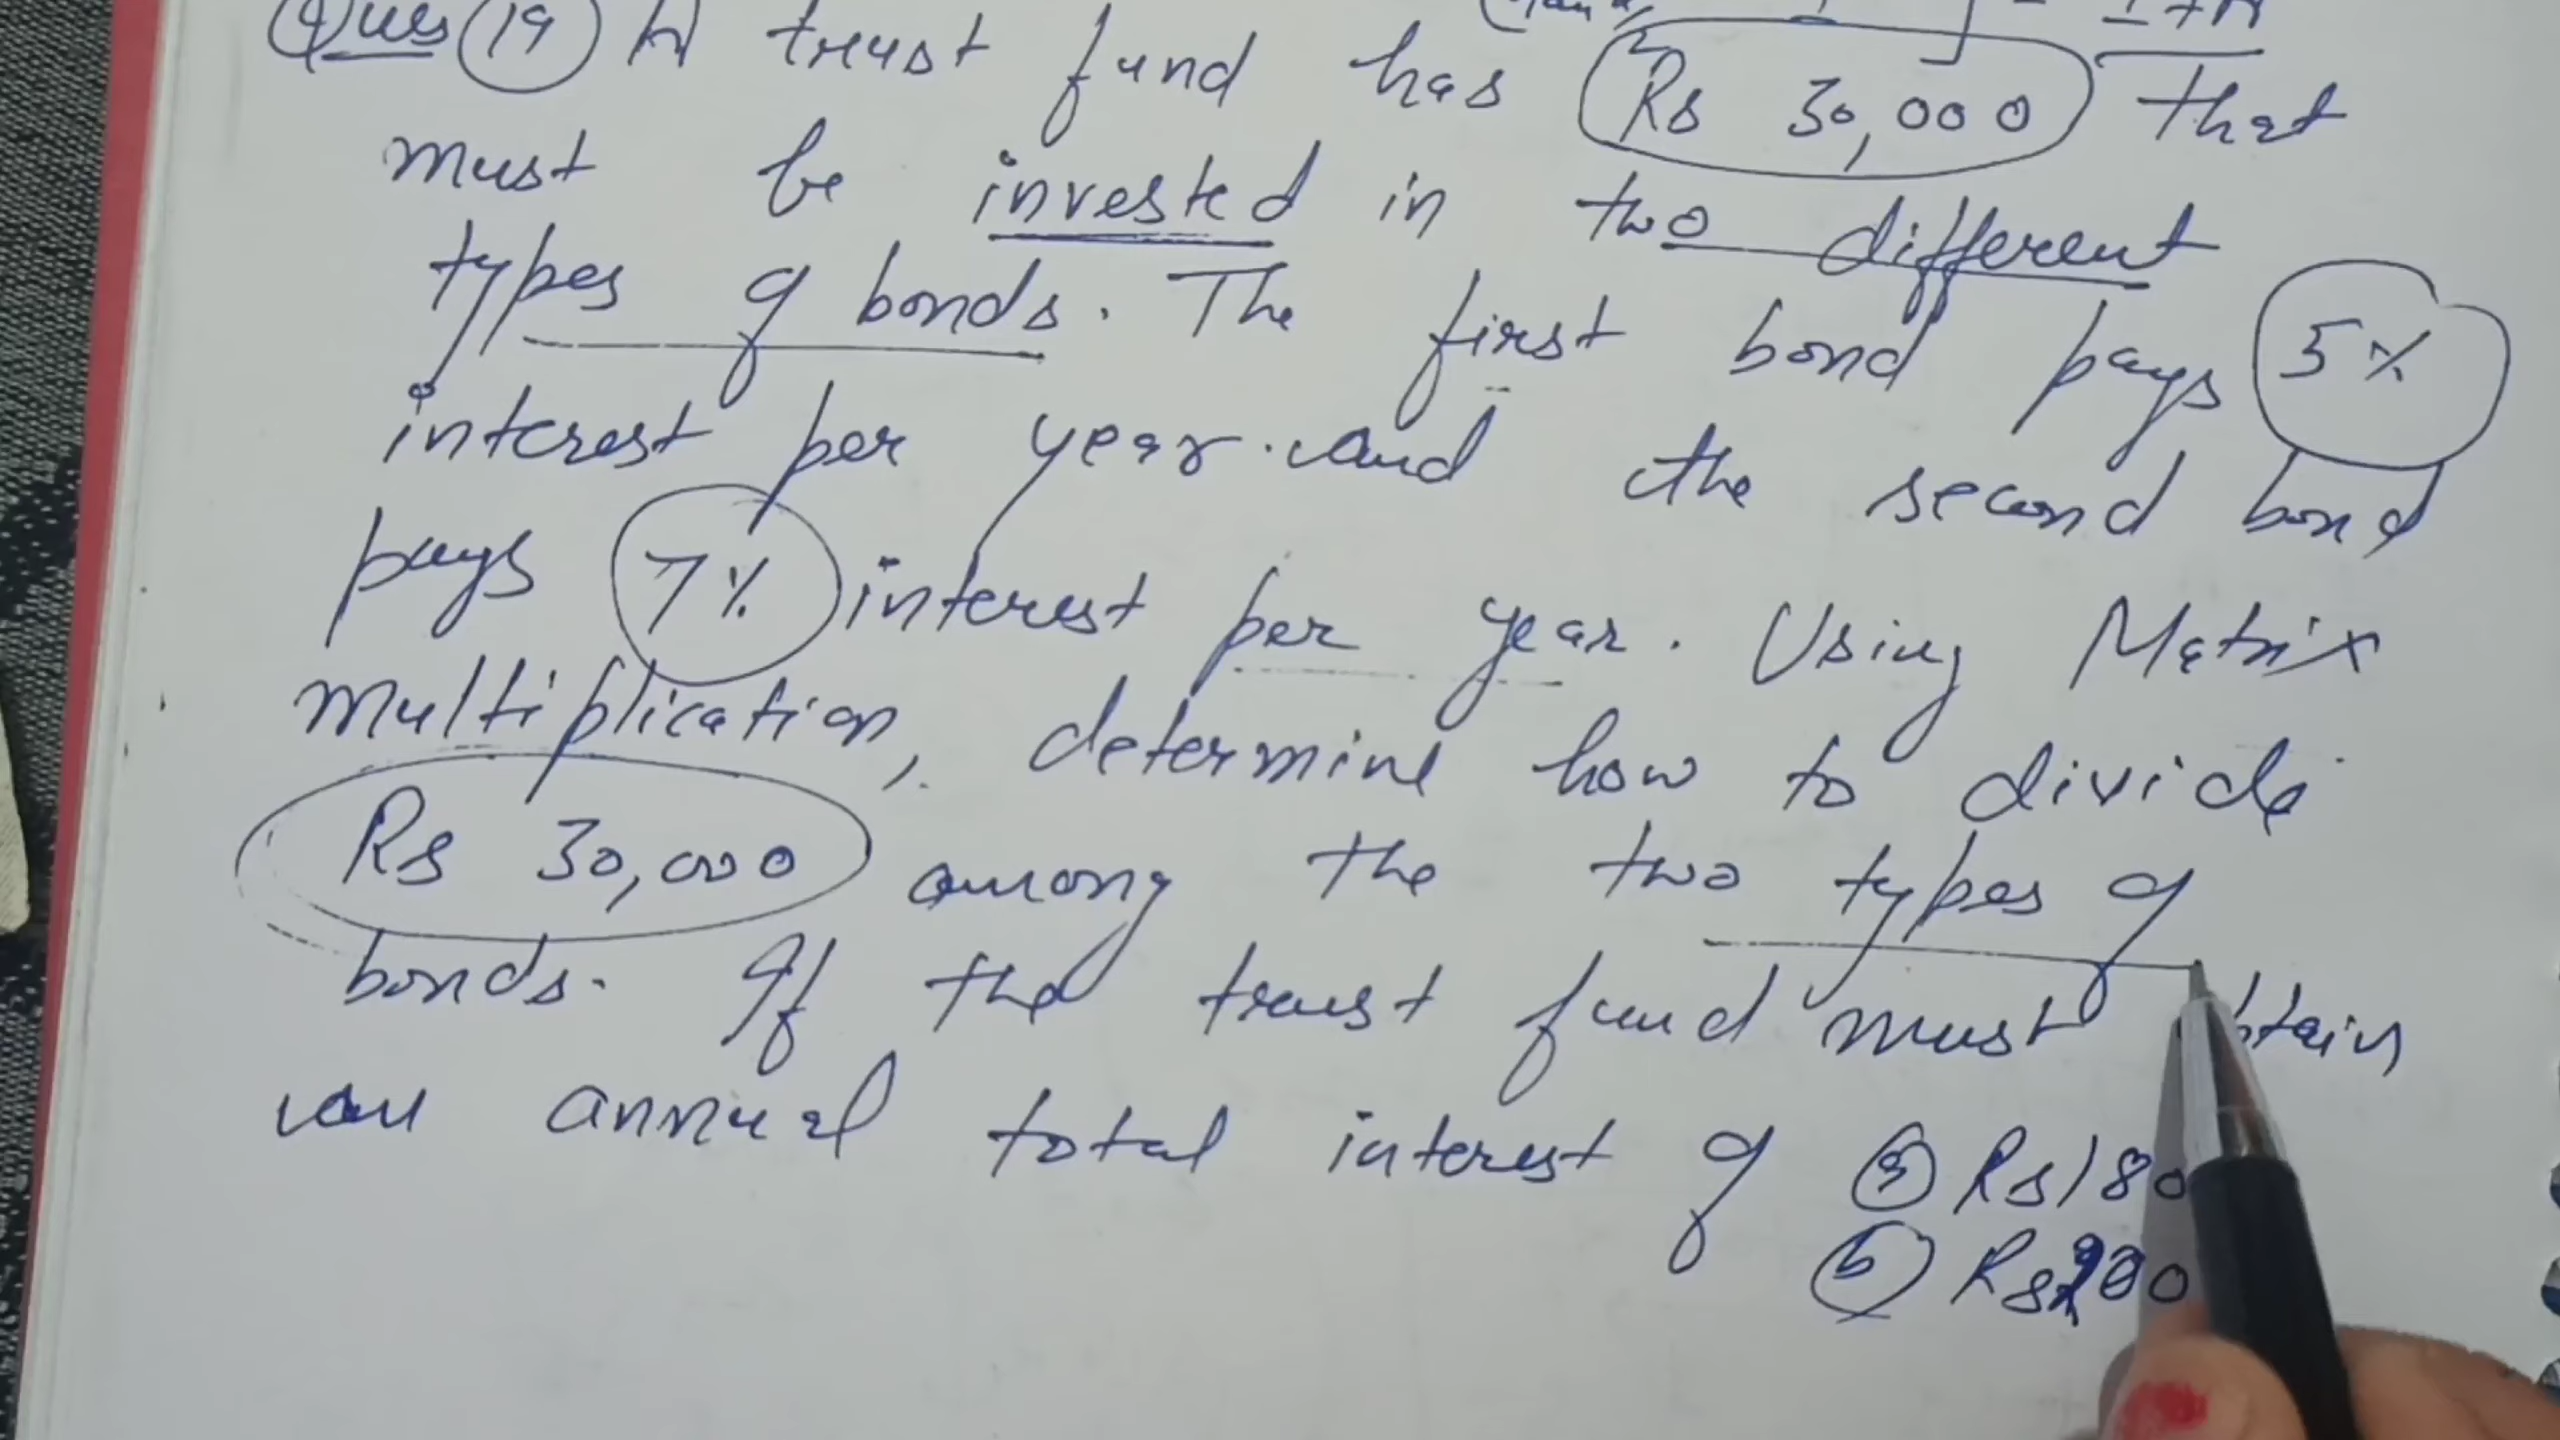 Ques 19 A trust fund has Rs 30,000 that
must be invested in two different
types of bonds. The first bond pays 5%
interest per year. and the second bond
pays 7% interest per year. Using Matrix
multiplication, determine how to divide
Rs 30,000 among the two types of
bonds. If the trust fund must
an annual total interest of (a) Rs 180
(b) Rs